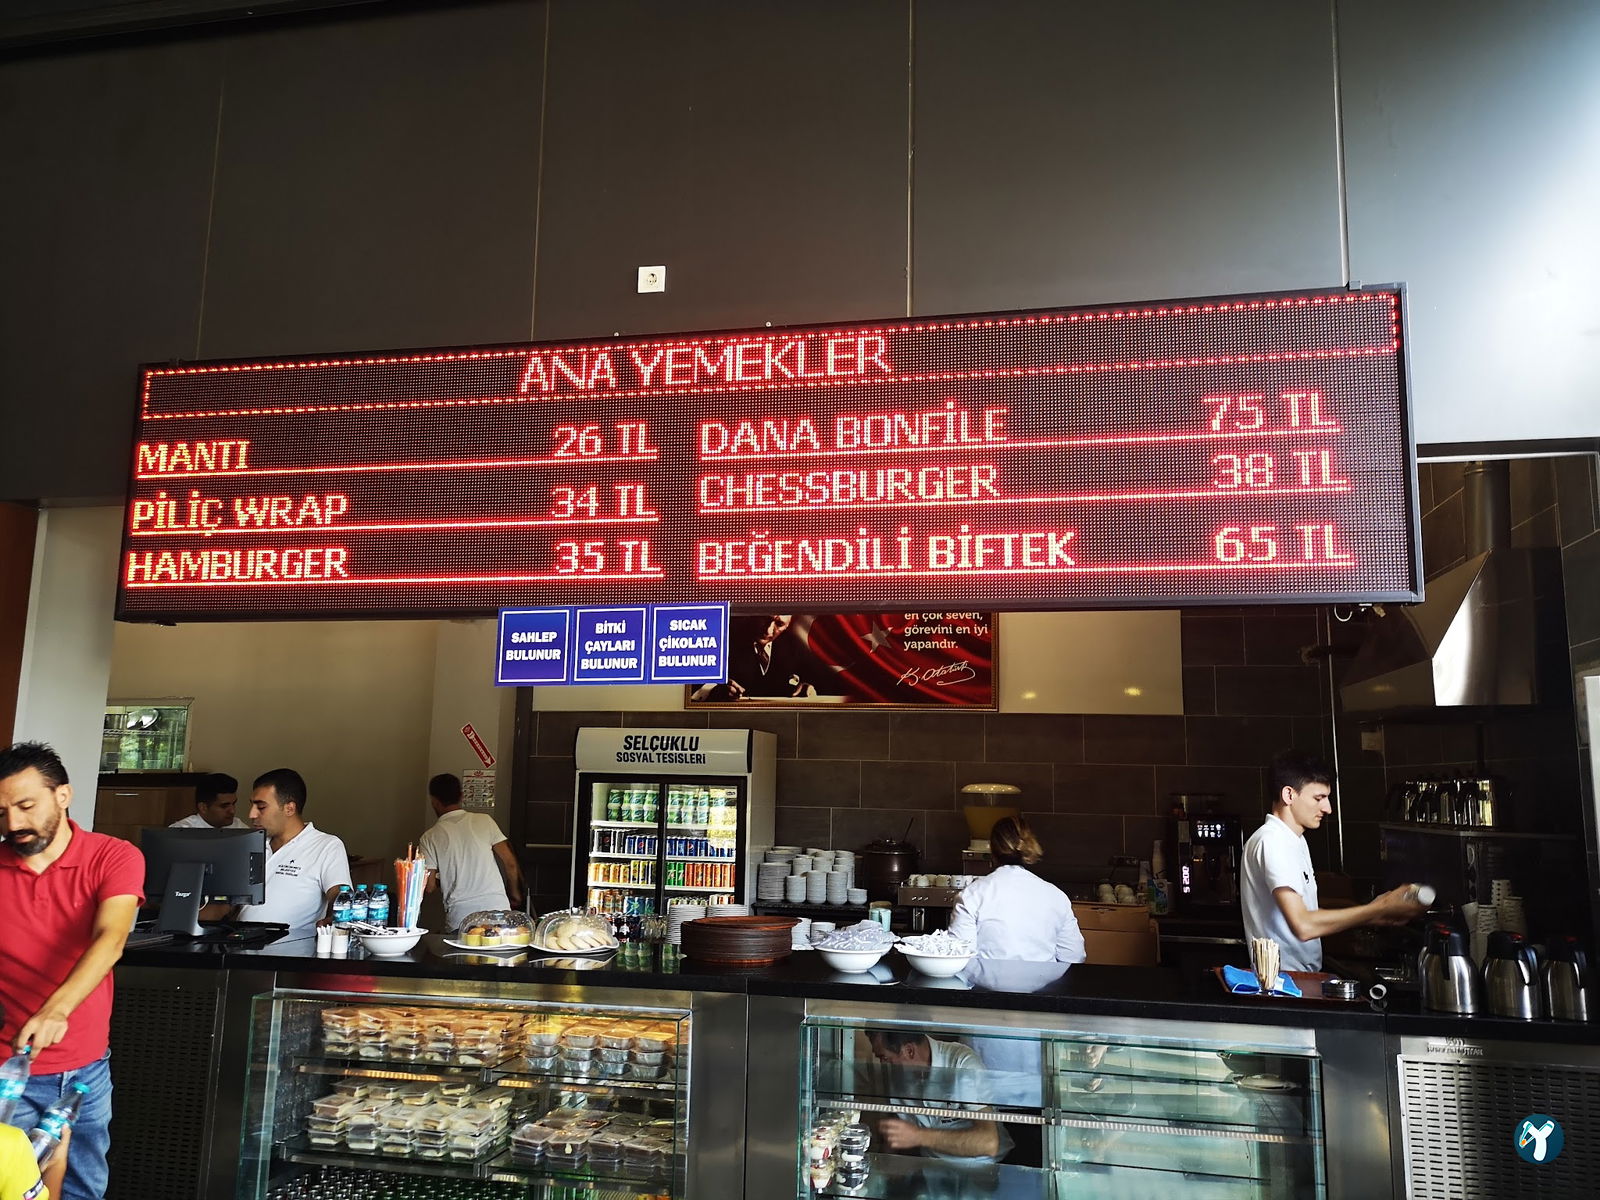 ANA YEMEKLER
MANTI 26 TL
PİLİÇ WRAP 34 TL
HAMBURGER 35 TL
DANA BONFİLE 75 TL
CHESSBURGER 38 TL
BEĞENDİLİ BİFTEK 65 TL
SAHLEP
BULUNUR
BİTKİ
ÇAYLARI
BULUNUR
SICAK
ÇİKOLATA
BULUNUR
en çok seven,
görevini en iyi
yapandır.
K. Atatürk
SELÇUKLU
SOSYAL TESİSLERİ